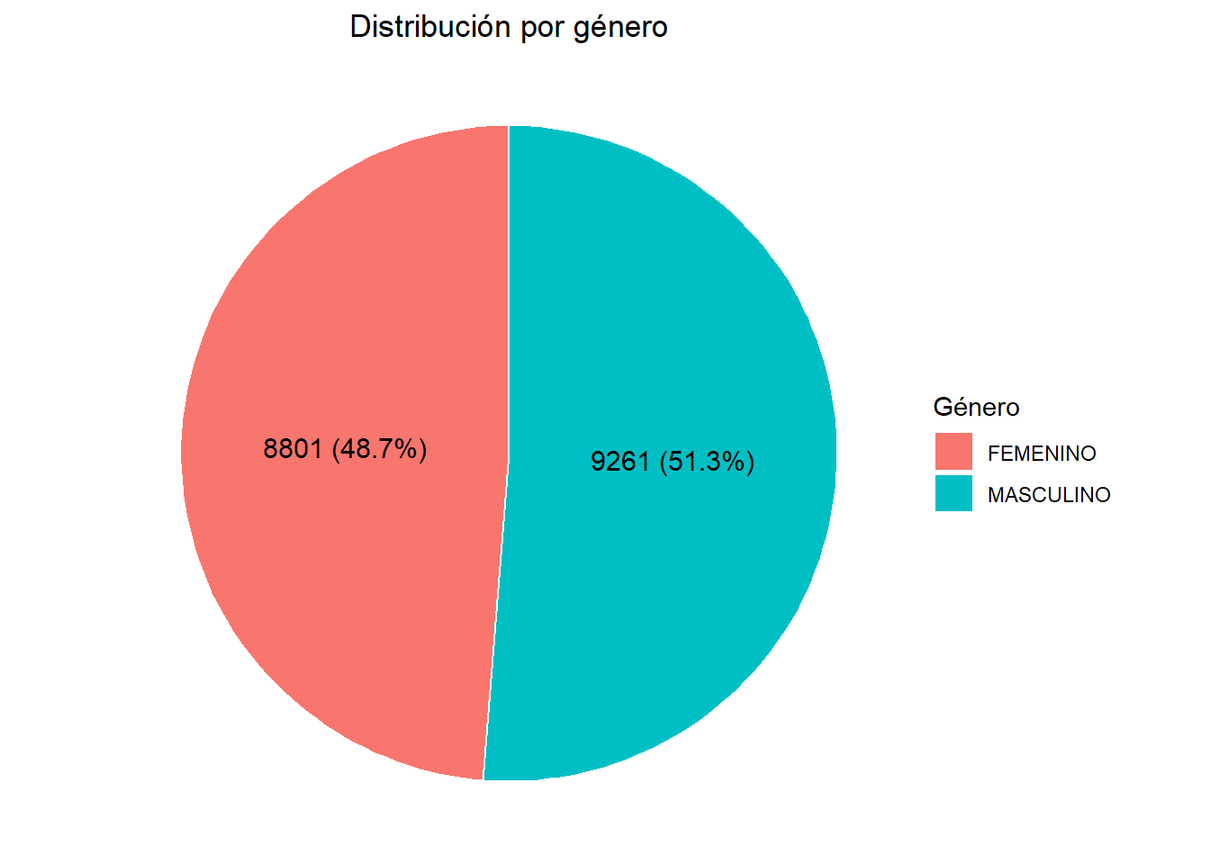 Distribución por género
8801 (48.7%)
9261 (51.3%)
Género
FEMENINO
MASCULINO